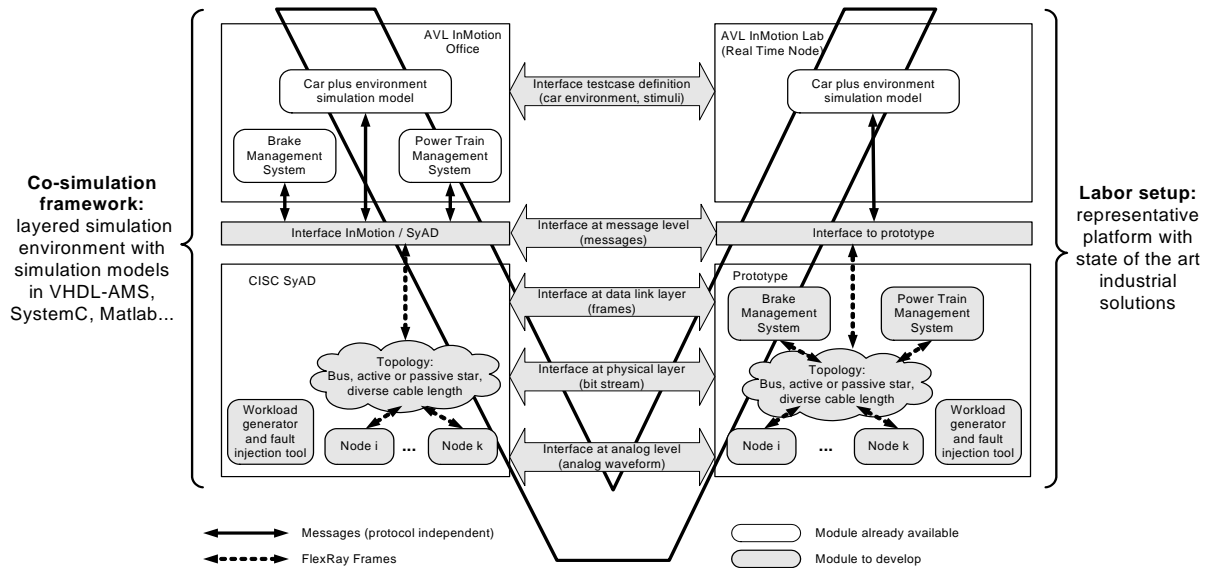 AVL InMotion
Office
Car plus environment
simulation model
Brake
Management
System
Power Train
Management
System
Interface InMotion / SyAD
Co-simulation
framework:
layered simulation
environment with
simulation models
in VHDL-AMS,
SystemC, Matlab...
CISC SyAD
Topology:
Bus, active or passive star,
diverse cable length
Workload
generator
and fault
injection tool
Node i
...
Node k
Interface testcase definition
(car environment, stimuli)
Interface at message level
(messages)
Interface at data link layer
(frames)
Interface at physical layer
(bit stream)
Interface at analog level
(analog waveform)
AVL InMotion Lab
(Real Time Node)
Car plus environment
simulation model
Interface to prototype
Prototype
Brake
Management
System
Power Train
Management
System
Topology:
Bus, active or passive star,
diverse cable length
Node i
...
Node k
Workload
generator
and fault
injection tool
Labor setup:
representative
platform with
state of the art
industrial
solutions
Messages (protocol independent)
FlexRay Frames
Module already available
Module to develop